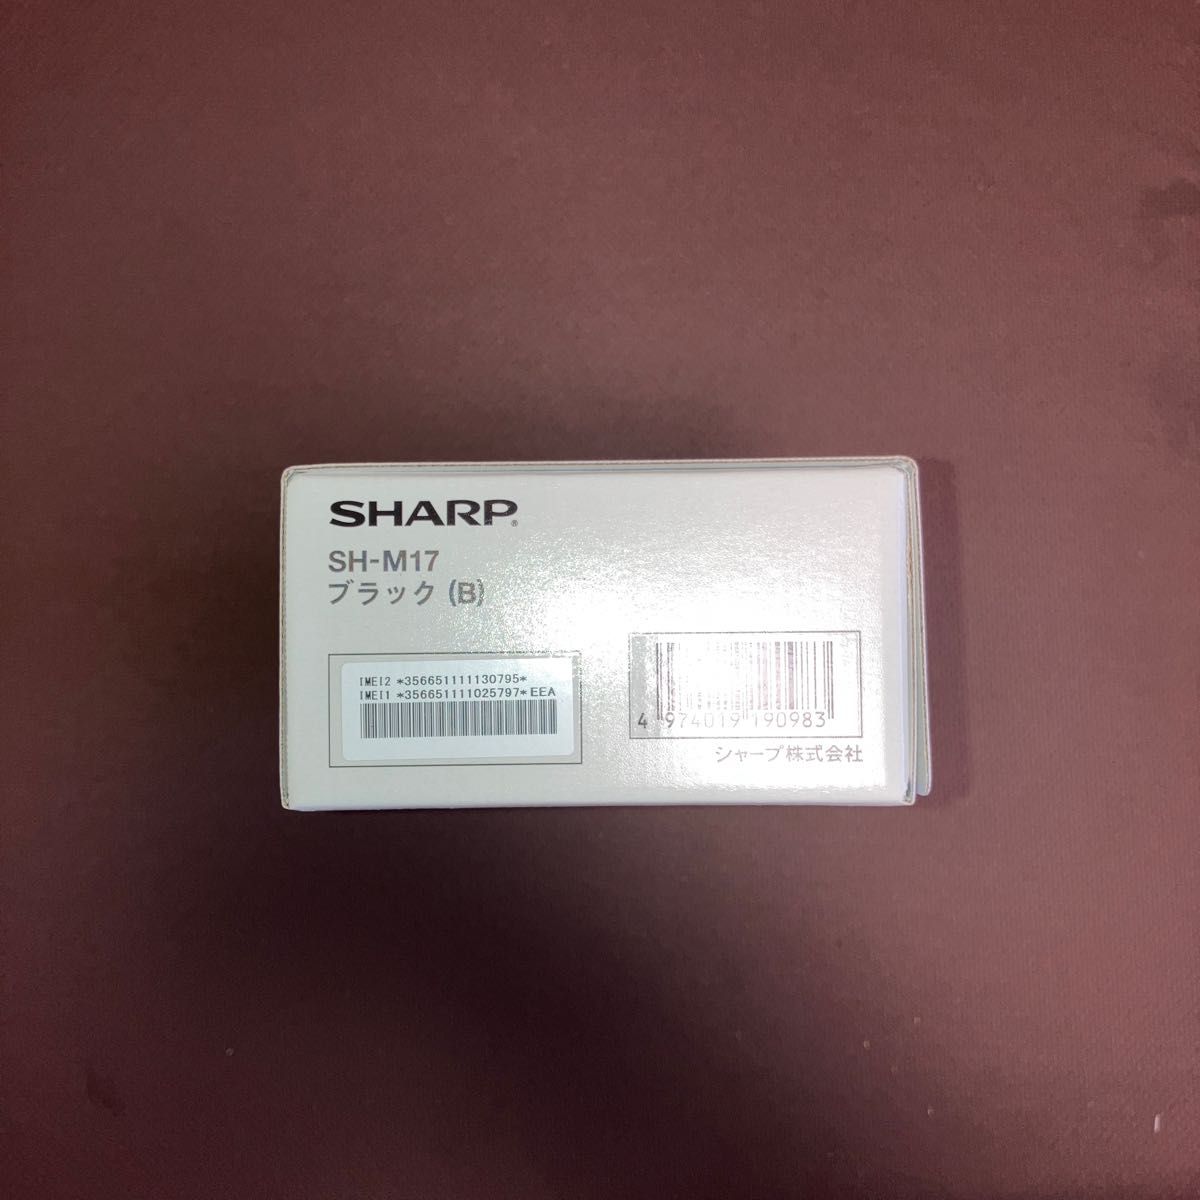 SHARP®
SH-M17
ブラック (B)
IMEI2 *356651111130795*
IMEI1 *356651111025797*EEA
4 974019 190983
シャープ株式会社